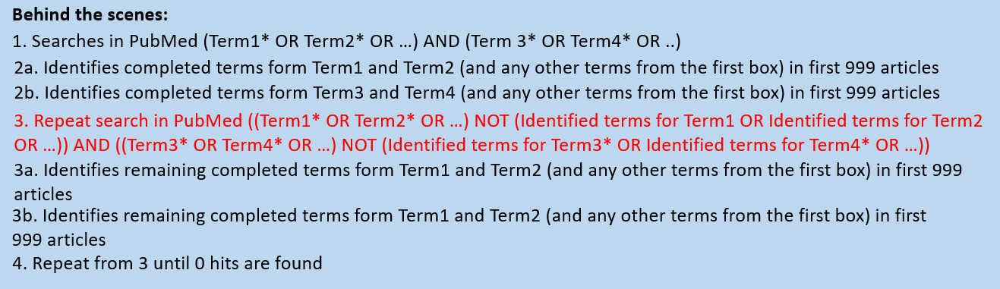 Behind the scenes:
1. Searches in PubMed (Term1* OR Term2* OR ...) AND (Term 3* OR Term4* OR ..)
2a. Identifies completed terms form Term1 and Term2 (and any other terms from the first box) in first 999 articles
2b. Identifies completed terms form Term3 and Term4 (and any other terms from the first box) in first 999 articles
3. Repeat search in PubMed ((Term1* OR Term2* OR ...) NOT (Identified terms for Term1 OR Identified terms for Term2
OR ...)) AND ((Term3* OR Term4* OR ...) NOT (Identified terms for Term3* OR Identified terms for Term4* OR ...))
3a. Identifies remaining completed terms form Term1 and Term2 (and any other terms from the first box) in first 999
articles
3b. Identifies remaining completed terms form Term1 and Term2 (and any other terms from the first box) in first
999 articles
4. Repeat from 3 until 0 hits are found